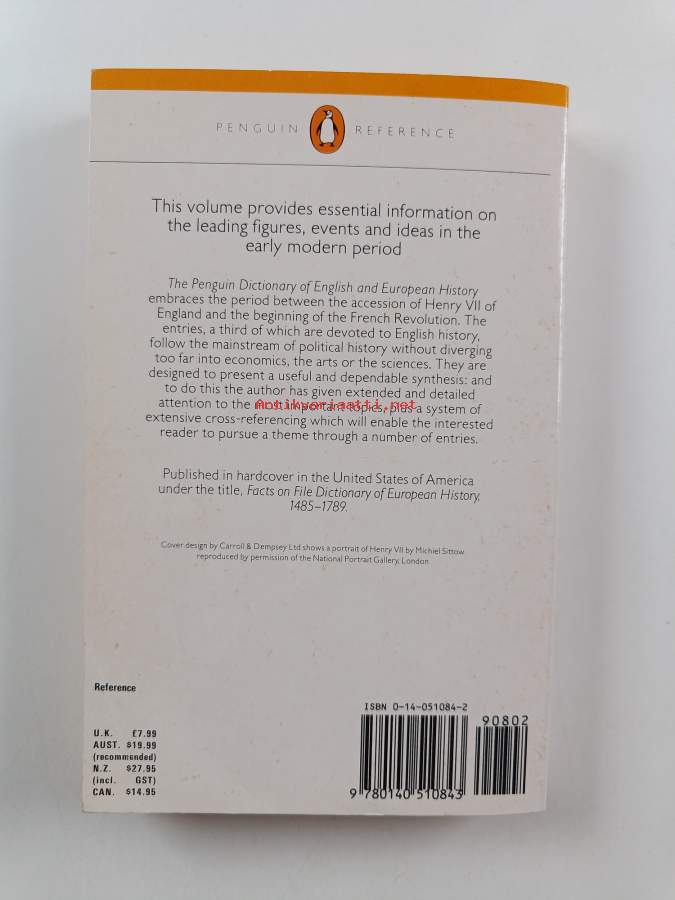 PENGUIN REFERENCE
This volume provides essential information on
the leading figures, events and ideas in the
early modern period
The Penguin Dictionary of English and European History
embraces the period between the accession of Henry VII of
England and the beginning of the French Revolution. The
entries, a third of which are devoted to English history,
follow the mainstream of political history without diverging
too far into economics, the arts or the sciences. They are
designed to present a useful and dependable synthesis: and
to do this the author has given extended and detailed
attention to the most important topics, plus a system of
Antikvariaatti.net
extensive cross-referencing which will enable the interested
reader to pursue a theme through a number of entries.
Published in hardcover in the United States of America
under the title, Facts on File Dictionary of European History,
1485–1789.
Cover design by Carroll & Dempsey Ltd shows a portrait of Henry VII by Michiel Sittow
reproduced by permission of the National Portrait Gallery, London
Reference
U.K. £7.99
AUST. $19.99
(recommended)
N.Z. $27.95
(incl. GST)
CAN. $14.95
ISBN 0-14-051084-2
90802
9 780140 510843